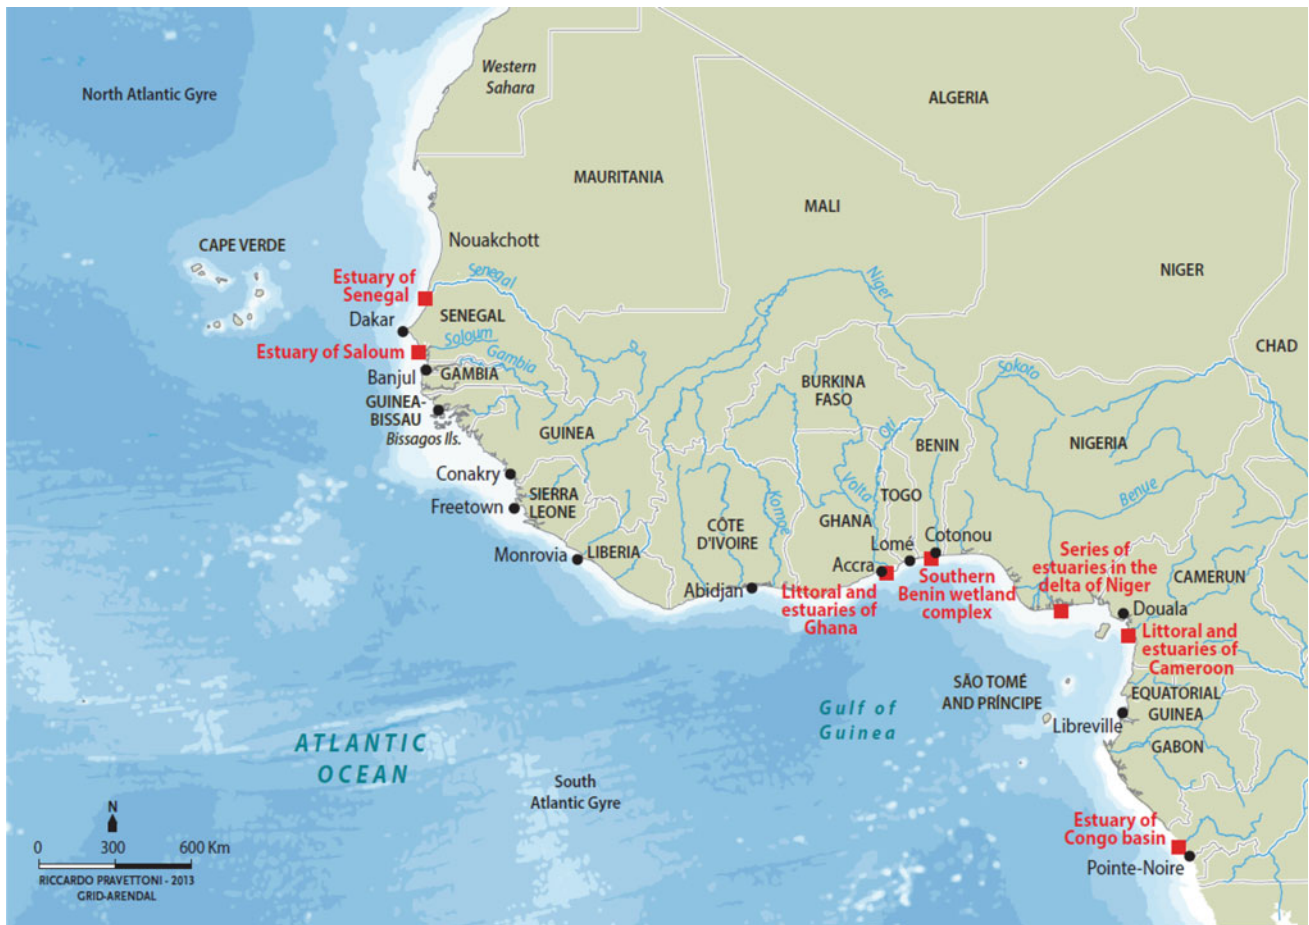 Western
Sahara
North Atlantic Gyre
ALGERIA
MAURITANIA
MALI
CAPE VERDE
Nouakchott
NIGER
Estuary of
Senegal
Senegal
Niger
Dakar
SENEGAL
Saloum
Estuary of Saloum
Gambia
CHAD
Banjul
GAMBIA
Sokoto
BURKINA
FASO
GUINEA-
BISSAU
Bissagos Ils.
GUINEA
Oti
BENIN
NIGERIA
Conakry
Volta
Benue
SIERRA
LEONE
Freetown
Komoe
TOGO
GHANA
CÔTE
D'IVOIRE
Lomé
Cotonou
Monrovia
LIBERIA
Accra
Series of
estuaries in the
delta of Niger
CAMERUN
Abidjan
Littoral and
estuaries of
Ghana
Southern
Benin wetland
complex
Douala
Littoral and
estuaries of
Cameroon
SÃO TOMÉ
AND PRÍNCIPE
EQUATORIAL
GUINEA
Libreville
Gulf of
Guinea
GABON
ATLANTIC
OCEAN
South
Atlantic Gyre
N
0 300 600 Km
RICCARDO PRAVETTONI - 2013
GRID-ARENDAL
Estuary of
Congo basin
Pointe-Noire